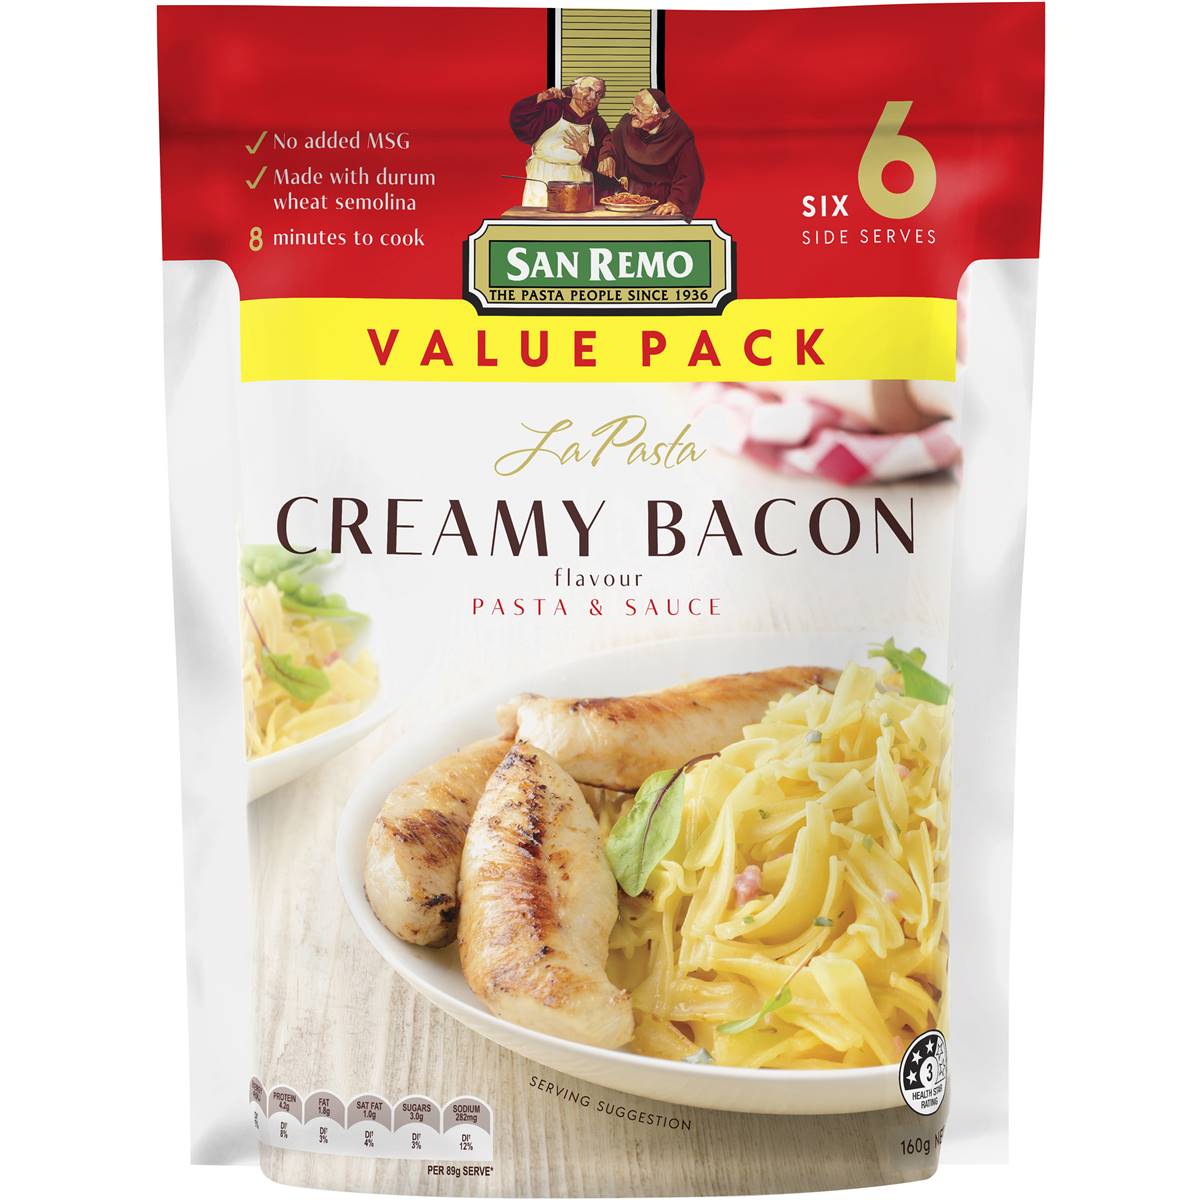 ✓ No added MSG
✓ Made with durum
wheat semolina
8 minutes to cook
SIX 6
SIDE SERVES
SAN REMO
THE PASTA PEOPLE SINCE 1936
VALUE PACK
La Pasta
CREAMY BACON
flavour
PASTA & SAUCE
SERVING SUGGESTION
PROTEIN
4.2g
DI†
8%
FAT
1.8g
DI†
3%
SAT FAT
1.0g
DI†
4%
SUGARS
3.0g
DI†
3%
SODIUM
282mg
DI†
12%
PER 89g SERVE*
3
HEALTH STAR
RATING
160g